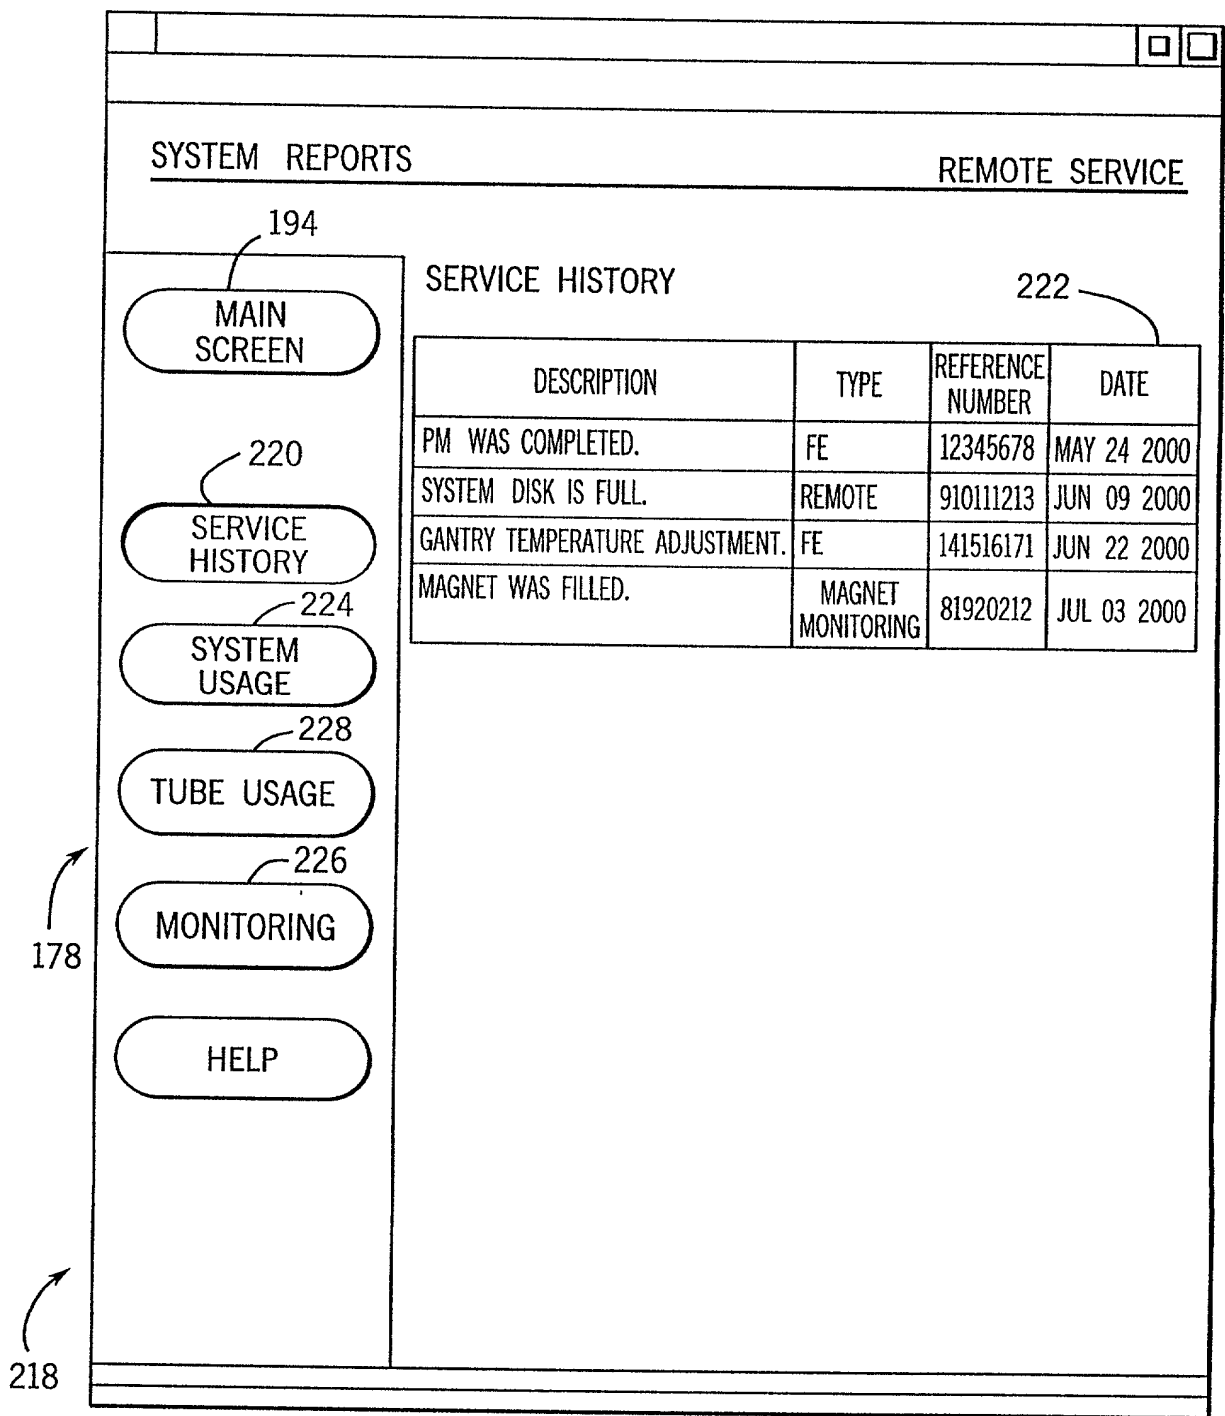 SYSTEM REPORTS
REMOTE SERVICE
194
MAIN
SCREEN
220
SERVICE
HISTORY
224
SYSTEM
USAGE
228
TUBE USAGE
226
MONITORING
178
HELP
218
SERVICE HISTORY
222
DESCRIPTION TYPE REFERENCE NUMBER DATE
PM WAS COMPLETED. FE 12345678 MAY 24 2000
SYSTEM DISK IS FULL. REMOTE 910111213 JUN 09 2000
GANTRY TEMPERATURE ADJUSTMENT. FE 141516171 JUN 22 2000
MAGNET WAS FILLED. MAGNET MONITORING 81920212 JUL 03 2000